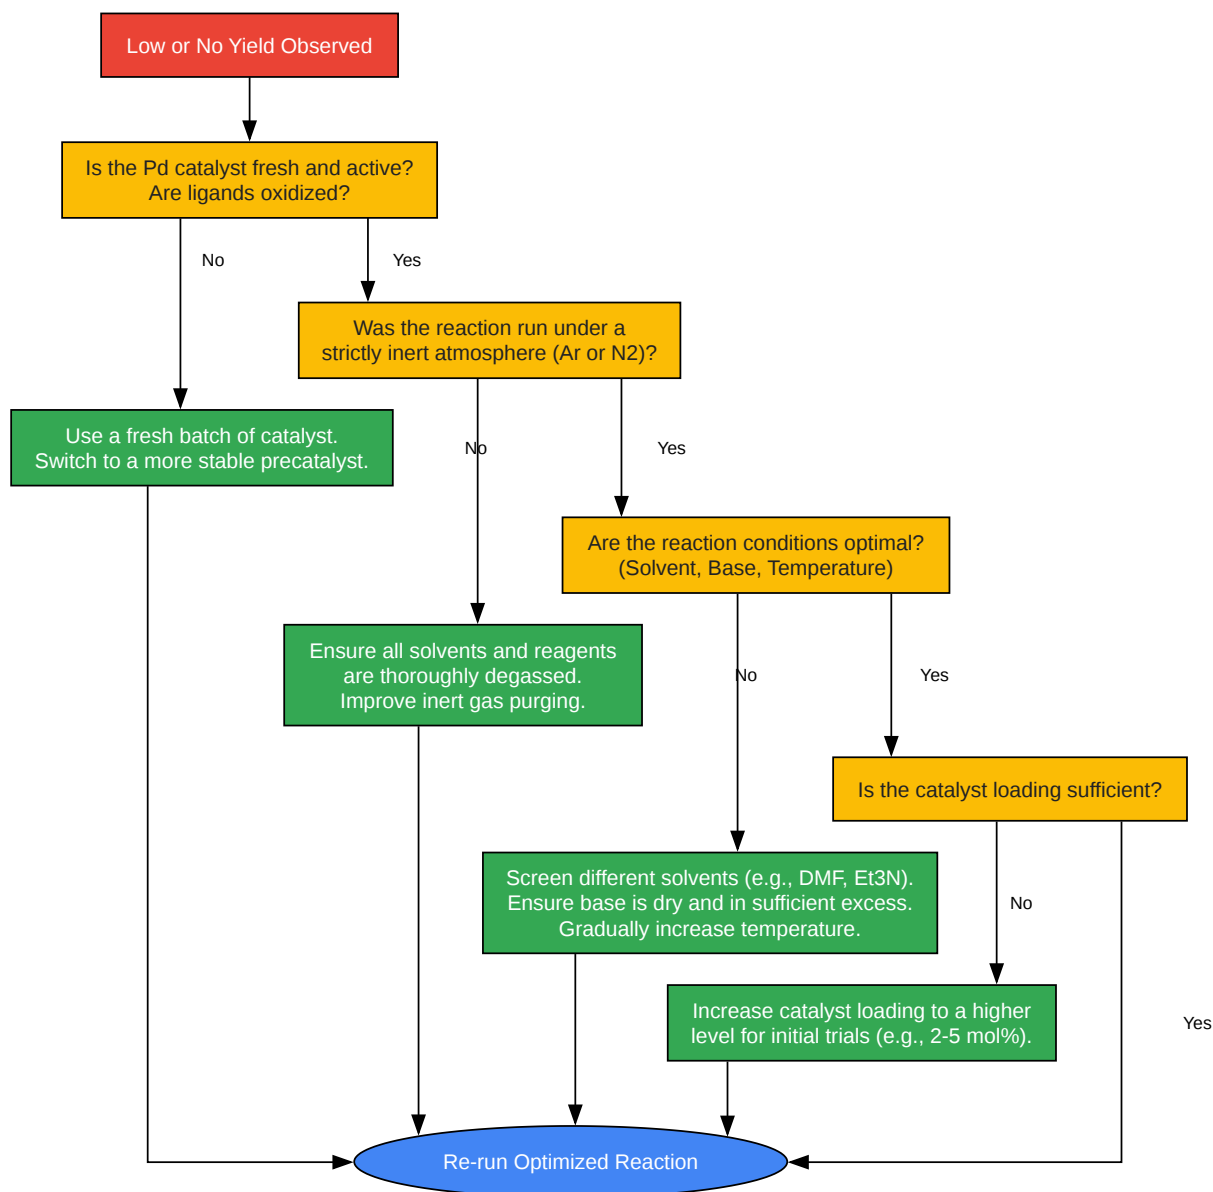 Low or No Yield Observed
Is the Pd catalyst fresh and active?
Are ligands oxidized?
No
Yes
Was the reaction run under a
strictly inert atmosphere (Ar or N2)?
Use a fresh batch of catalyst.
Switch to a more stable precatalyst.
No
Yes
Are the reaction conditions optimal?
(Solvent, Base, Temperature)
Ensure all solvents and reagents
are thoroughly degassed.
Improve inert gas purging.
No
Yes
Is the catalyst loading sufficient?
Screen different solvents (e.g., DMF, Et3N).
Ensure base is dry and in sufficient excess.
Gradually increase temperature.
No
Increase catalyst loading to a higher
level for initial trials (e.g., 2-5 mol%).
Yes
Re-run Optimized Reaction